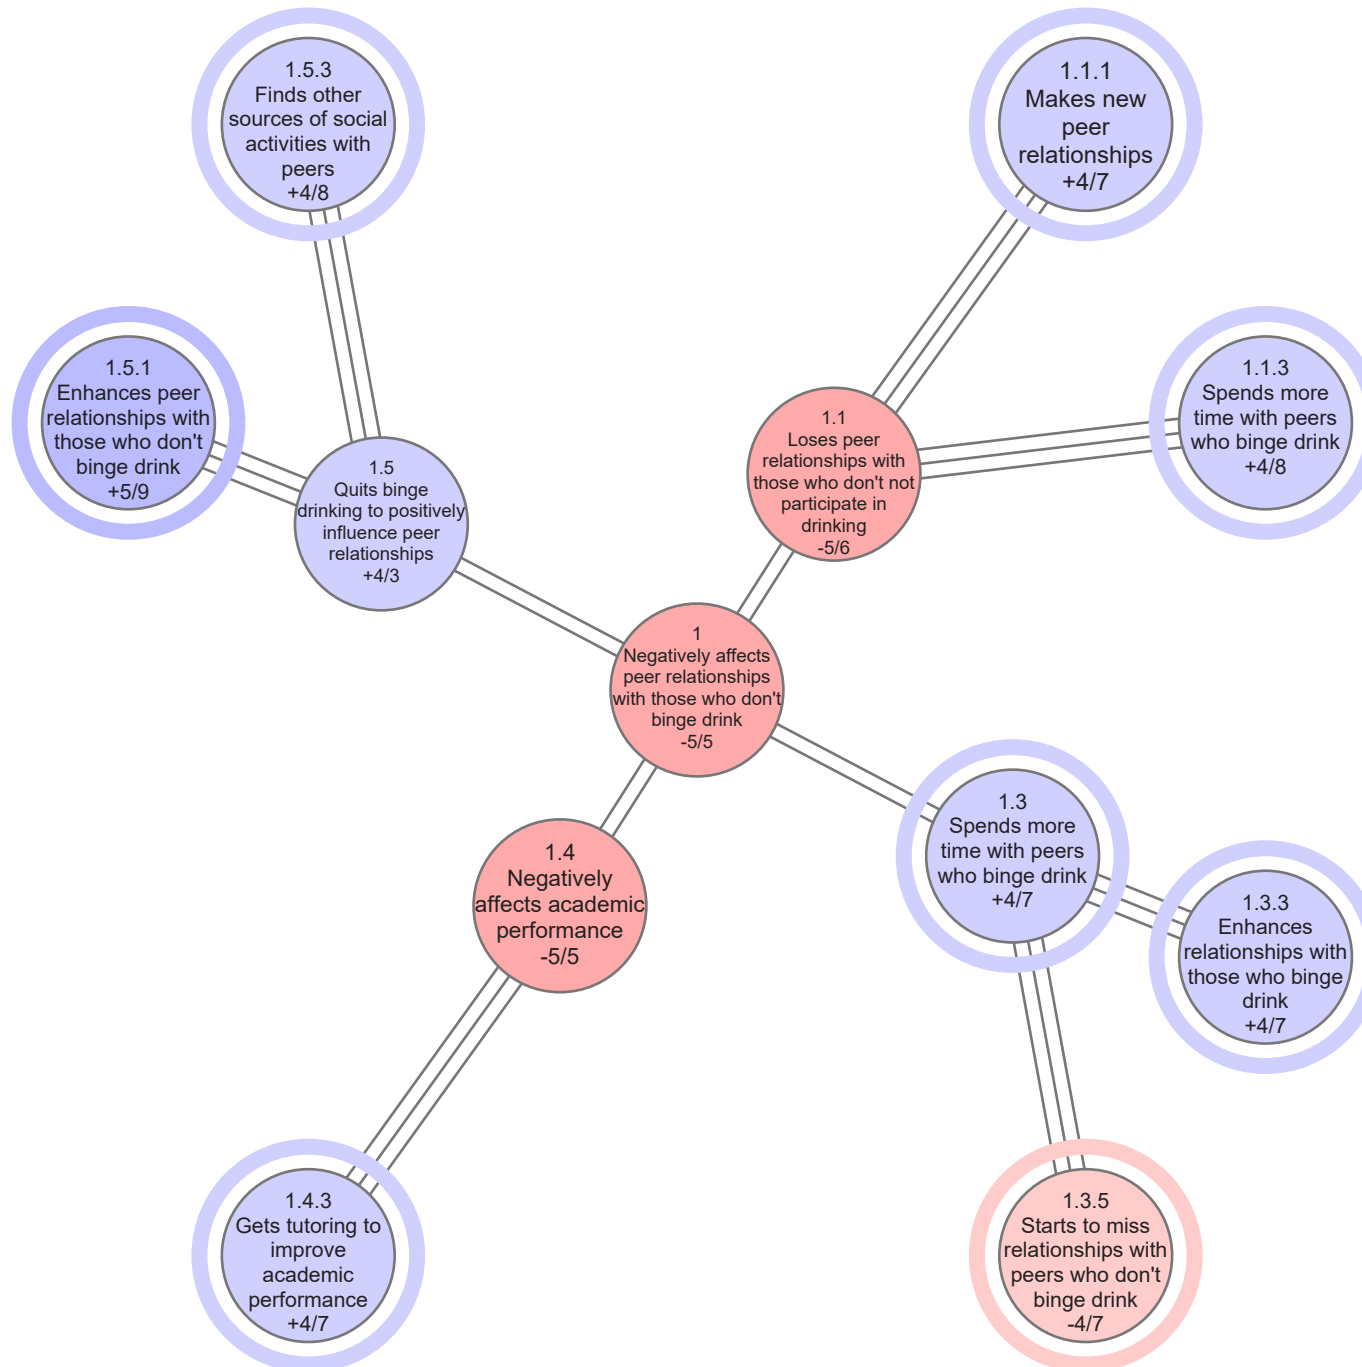 1.5.3
Finds other
sources of social
activities with
peers
+4/8
1.1.1
Makes new
peer
relationships
+4/7
1.5.1
Enhances peer
relationships with
those who don't
binge drink
+5/9
1.1.3
Spends more
time with peers
who binge drink
+4/8
1.5
Quits binge
drinking to positively
influence peer
relationships
+4/3
1.1
Loses peer
relationships with
those who don't not
participate in
drinking
-5/6
1
Negatively affects
peer relationships
with those who don't
binge drink
-5/5
1.4
Negatively
affects academic
performance
-5/5
1.3
Spends more
time with peers
who binge drink
+4/7
1.3.3
Enhances
relationships with
those who binge
drink
+4/7
1.4.3
Gets tutoring to
improve
academic
performance
+4/7
1.3.5
Starts to miss
relationships with
peers who don't
binge drink
-4/7